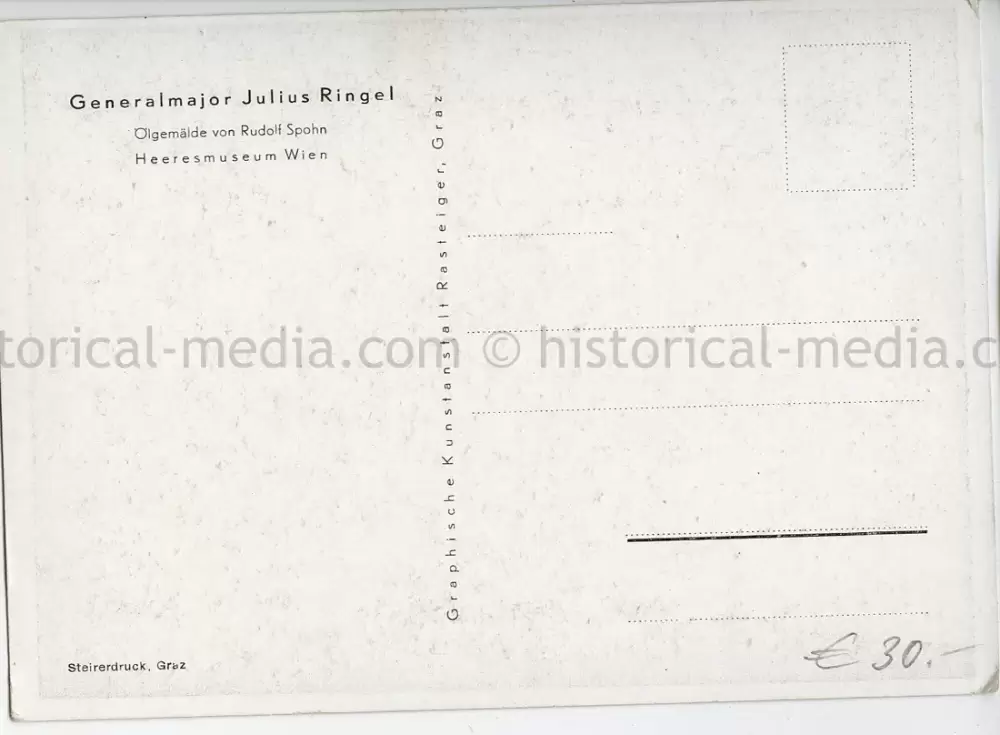 Generalmajor Julius Ringel
Ölgemälde von Rudolf Spohn
Heeresmuseum Wien
Graphische Kunstanstalt Rasteiger, Graz
torical-media.com © historical-media.c
Steirerdruck, Graz
€ 30.-